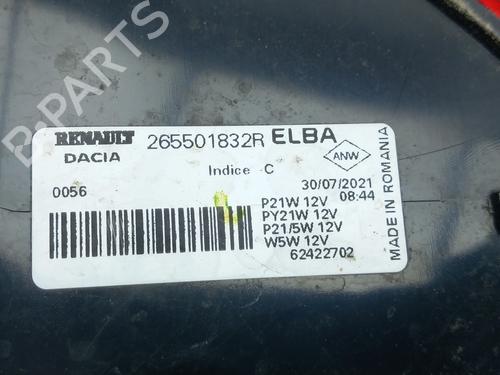 RENAULT 265501832R ELBA
DACIA
Indice C
ANW
0056
30/07/2021
08:44
P21W 12V
PY21W 12V
P21/5W 12V
W5W 12V
62422702
MADE IN ROMANIA
B-PARTS